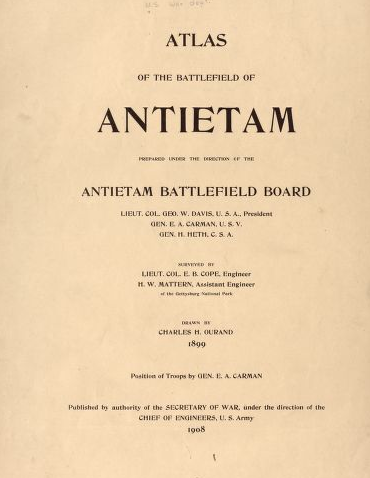 ATLAS
OF THE BATTLEFIELD OF
ANTIETAM
PREPARED UNDER THE DIRECTION OF THE
ANTIETAM BATTLEFIELD BOARD
LIEUT. COL. GEO. W. DAVIS, U. S. A., President
GEN. E. A. CARMAN, U. S. V.
GEN. H. HETH, C. S. A.
SURVEYED BY
LIEUT. COL. E. B. COPE, Engineer
H. W. MATTERN, Assistant Engineer
of the Gettysburg National Park
DRAWN BY
CHARLES H. OURAND
1899
Position of Troops by GEN. E. A. CARMAN
Published by authority of the SECRETARY OF WAR, under the direction of the
CHIEF OF ENGINEERS, U. S. Army
1908